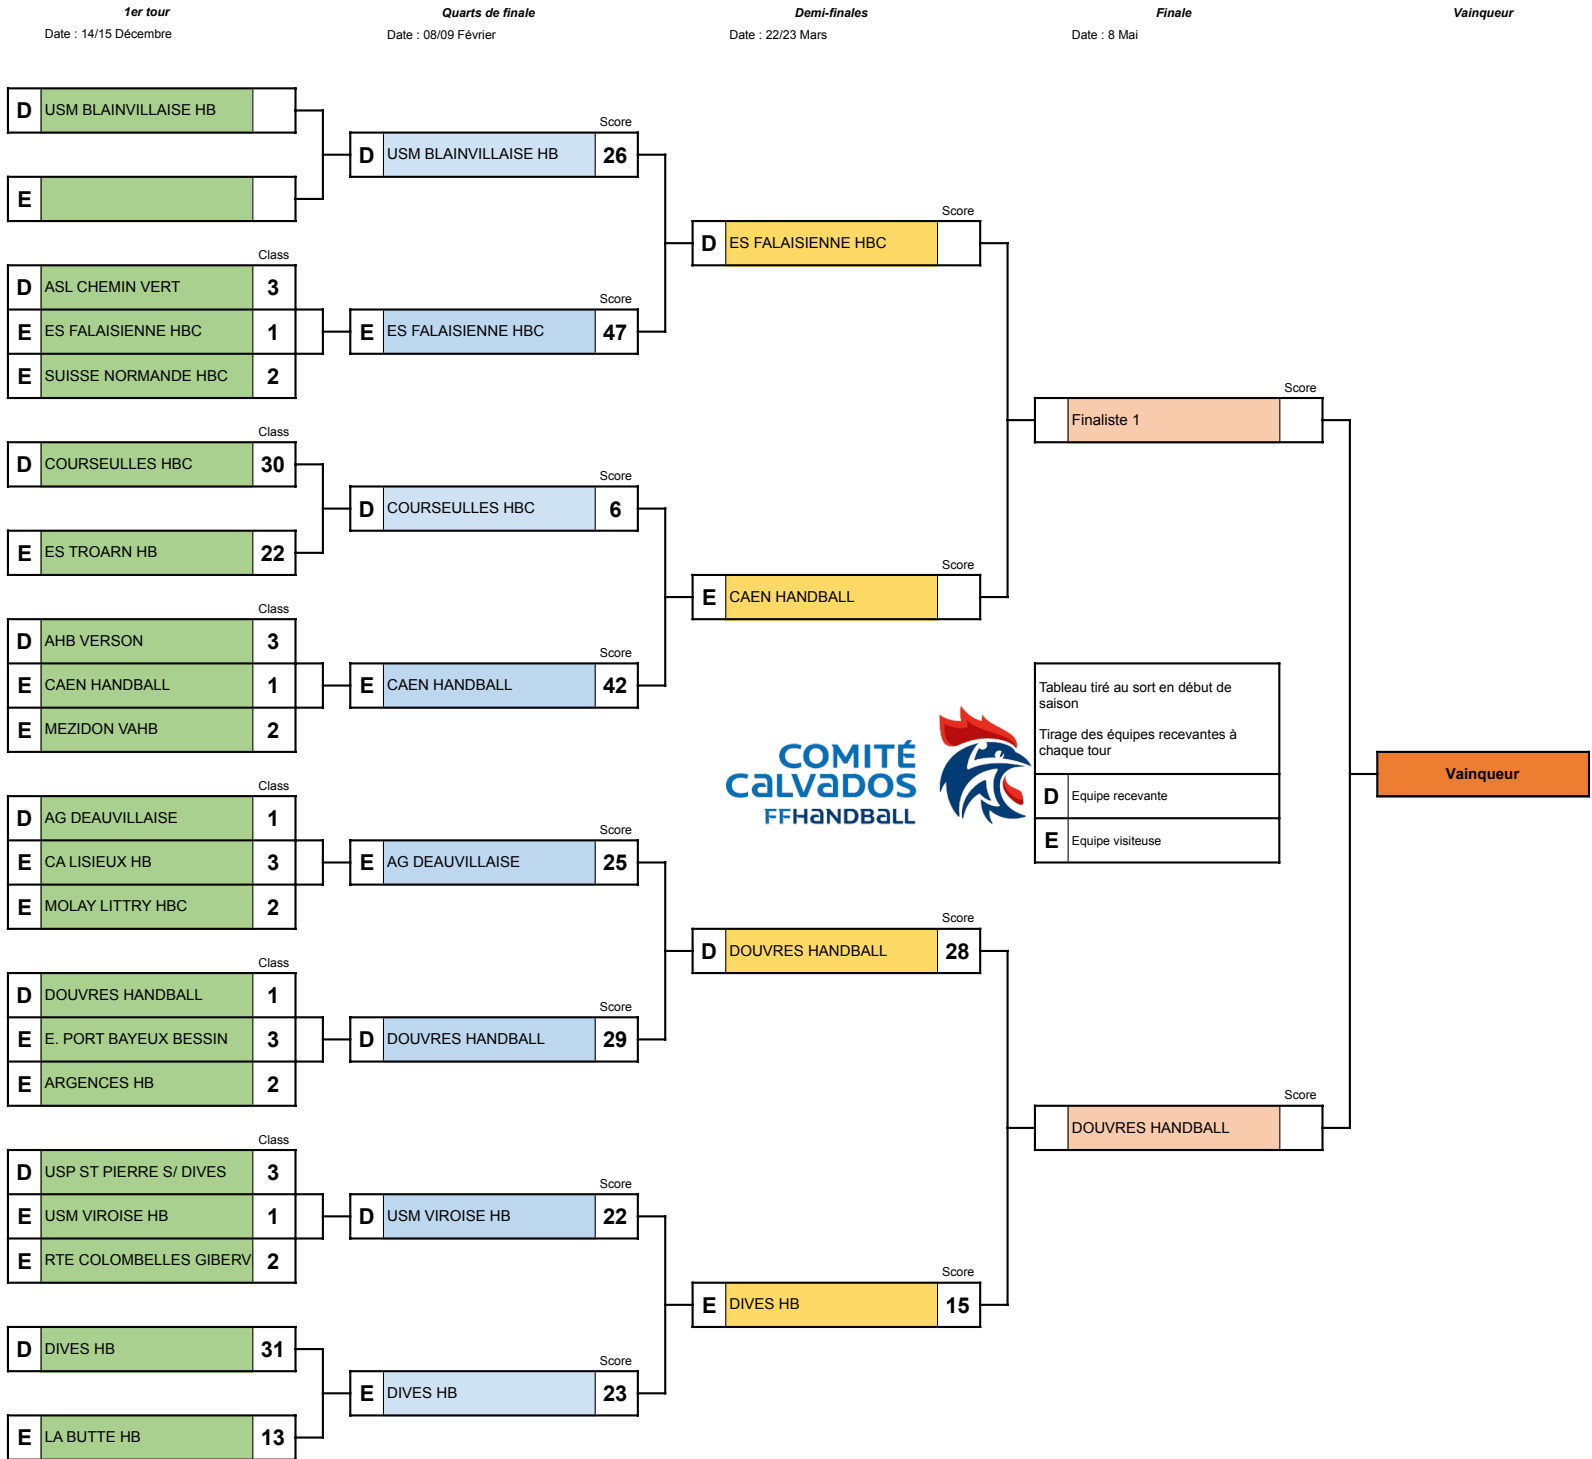 1er tour
Quarts de finale
Demi-finales
Finale
Vainqueur
Date : 14/15 Décembre
Date : 08/09 Février
Date : 22/23 Mars
Date : 8 Mai
D USM BLAINVILLAISE HB
E
Class
D ASL CHEMIN VERT 3
E ES FALAISIENNE HBC 1
E SUISSE NORMANDE HBC 2
Class
D COURSEULLES HBC 30
E ES TROARN HB 22
Class
D AHB VERSON 3
E CAEN HANDBALL 1
E MEZIDON VAHB 2
Class
D AG DEAUVILLAISE 1
E CA LISIEUX HB 3
E MOLAY LITTRY HBC 2
Class
D DOUVRES HANDBALL 1
E E. PORT BAYEUX BESSIN 3
E ARGENCES HB 2
Class
D USP ST PIERRE S/ DIVES 3
E USM VIROISE HB 1
E RTE COLOMBELLES GIBERV 2
D DIVES HB 31
E LA BUTTE HB 13
Score
D USM BLAINVILLAISE HB 26
Score
E ES FALAISIENNE HBC 47
Score
D COURSEULLES HBC 6
Score
E CAEN HANDBALL 42
Score
E AG DEAUVILLAISE 25
Score
D DOUVRES HANDBALL 29
Score
D USM VIROISE HB 22
Score
E DIVES HB 23
Score
D ES FALAISIENNE HBC
Score
E CAEN HANDBALL
Score
D DOUVRES HANDBALL 28
Score
E DIVES HB 15
COMITÉ
CALVADOS
FFHANDBALL
Score
Finaliste 1
Tableau tiré au sort en début de
saison
Tirage des équipes recevantes à
chaque tour
D Equipe recevante
E Equipe visiteuse
Score
DOUVRES HANDBALL
Vainqueur